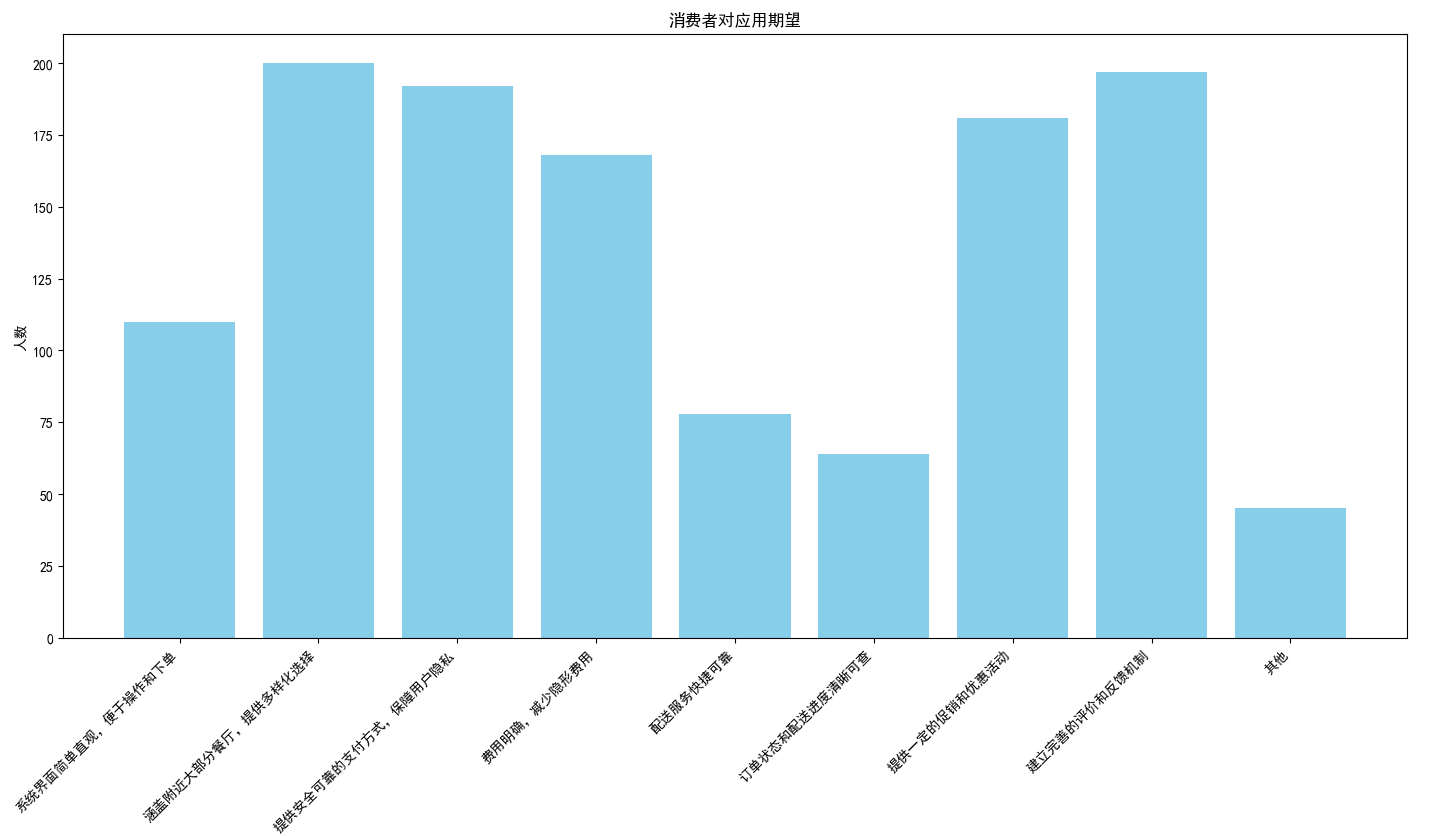 消费者对应用期望
人数
200
175
150
125
100
75
50
25
0
系统界面简单直观，便于操作和下单
涵盖附近大部分餐厅，提供多样化选择
提供安全可靠的支付方式，保障用户隐私
费用明确，减少隐形费用
配送服务快捷可靠
订单状态和配送进度清晰可查
提供一定的促销和优惠活动
建立完善的评价和反馈机制
其他